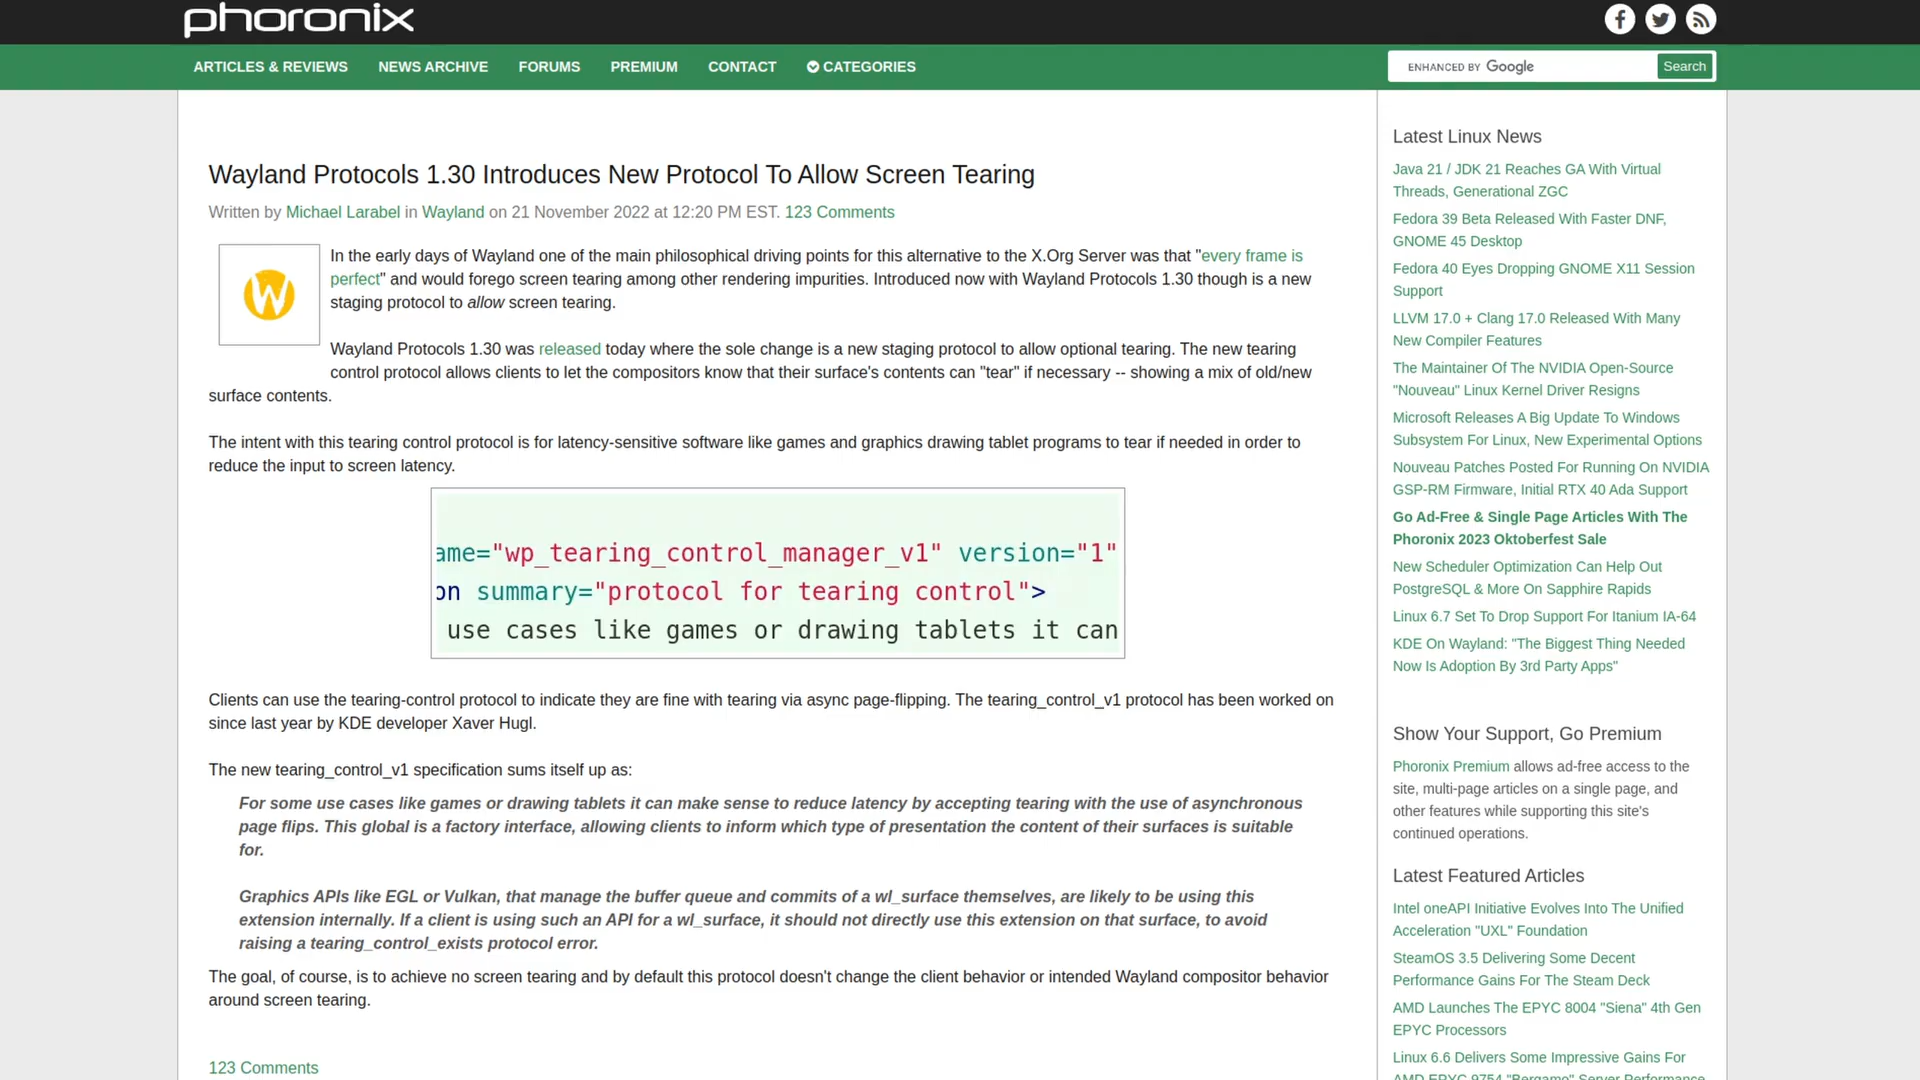 phoronix
ARTICLES & REVIEWS NEWS ARCHIVE FORUMS PREMIUM CONTACT CATEGORIES
ENHANCED BY Google Search
Wayland Protocols 1.30 Introduces New Protocol To Allow Screen Tearing
Written by Michael Larabel in Wayland on 21 November 2022 at 12:20 PM EST. 123 Comments
In the early days of Wayland one of the main philosophical driving points for this alternative to the X.Org Server was that "every frame is
perfect" and would forego screen tearing among other rendering impurities. Introduced now with Wayland Protocols 1.30 though is a new
staging protocol to allow screen tearing.
Wayland Protocols 1.30 was released today where the sole change is a new staging protocol to allow optional tearing. The new tearing
control protocol allows clients to let the compositors know that their surface's contents can "tear" if necessary -- showing a mix of old/new
surface contents.
The intent with this tearing control protocol is for latency-sensitive software like games and graphics drawing tablet programs to tear if needed in order to
reduce the input to screen latency.
ame="wp_tearing_control_manager_v1" version="1"
on summary="protocol for tearing control">
use cases like games or drawing tablets it can
Clients can use the tearing-control protocol to indicate they are fine with tearing via async page-flipping. The tearing_control_v1 protocol has been worked on
since last year by KDE developer Xaver Hugl.
The new tearing_control_v1 specification sums itself up as:
For some use cases like games or drawing tablets it can make sense to reduce latency by accepting tearing with the use of asynchronous
page flips. This global is a factory interface, allowing clients to inform which type of presentation the content of their surfaces is suitable
for.
Graphics APIs like EGL or Vulkan, that manage the buffer queue and commits of a wl_surface themselves, are likely to be using this
extension internally. If a client is using such an API for a wl_surface, it should not directly use this extension on that surface, to avoid
raising a tearing_control_exists protocol error.
The goal, of course, is to achieve no screen tearing and by default this protocol doesn't change the client behavior or intended Wayland compositor behavior
around screen tearing.
123 Comments
Latest Linux News
Java 21 / JDK 21 Reaches GA With Virtual
Threads, Generational ZGC
Fedora 39 Beta Released With Faster DNF,
GNOME 45 Desktop
Fedora 40 Eyes Dropping GNOME X11 Session
Support
LLVM 17.0 + Clang 17.0 Released With Many
New Compiler Features
The Maintainer Of The NVIDIA Open-Source
"Nouveau" Linux Kernel Driver Resigns
Microsoft Releases A Big Update To Windows
Subsystem For Linux, New Experimental Options
Nouveau Patches Posted For Running On NVIDIA
GSP-RM Firmware, Initial RTX 40 Ada Support
Go Ad-Free & Single Page Articles With The
Phoronix 2023 Oktoberfest Sale
New Scheduler Optimization Can Help Out
PostgreSQL & More On Sapphire Rapids
Linux 6.7 Set To Drop Support For Itanium IA-64
KDE On Wayland: "The Biggest Thing Needed
Now Is Adoption By 3rd Party Apps"
Show Your Support, Go Premium
Phoronix Premium allows ad-free access to the
site, multi-page articles on a single page, and
other features while supporting this site's
continued operations.
Latest Featured Articles
Intel oneAPI Initiative Evolves Into The Unified
Acceleration "UXL" Foundation
SteamOS 3.5 Delivering Some Decent
Performance Gains For The Steam Deck
AMD Launches The EPYC 8004 "Siena" 4th Gen
EPYC Processors
Linux 6.6 Delivers Some Impressive Gains For
AMD EPYC 9754 "Bergamo" Server Performance